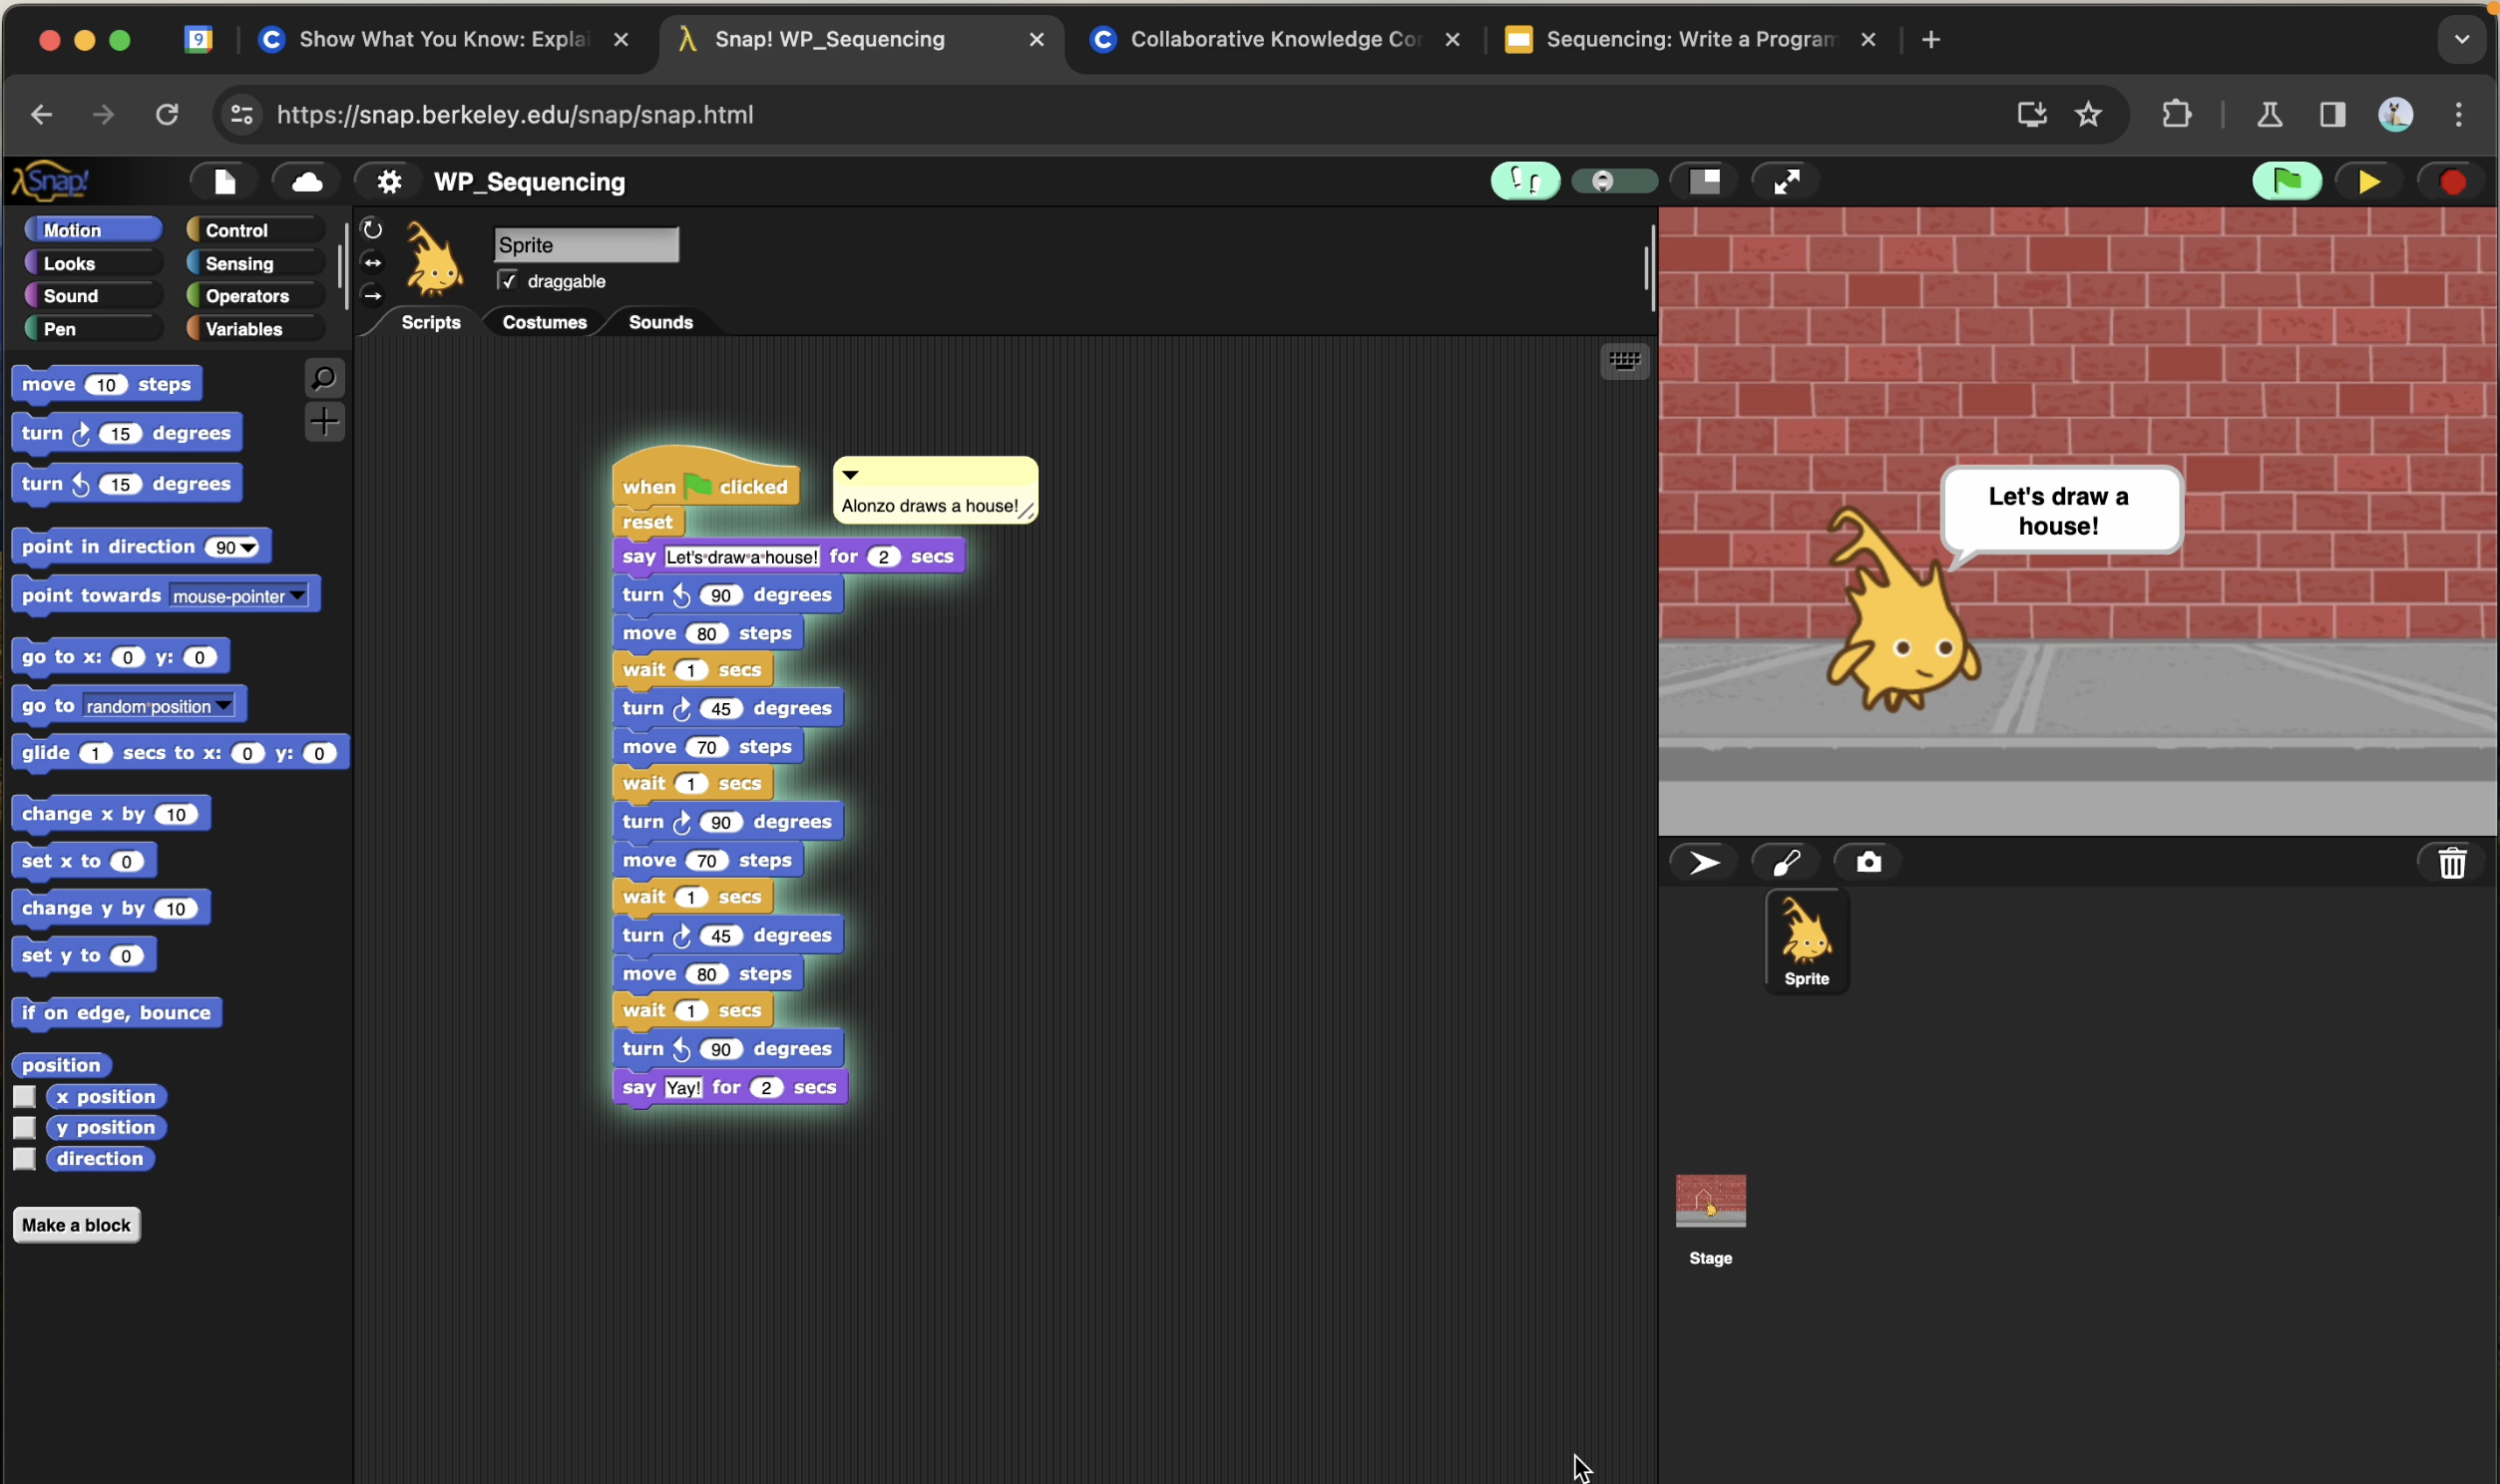 9
Show What You Know: Explai
Snap! WP_Sequencing
Collaborative Knowledge Cor
Sequencing: Write a Program
https://snap.berkeley.edu/snap/snap.html
Snap!
WP_Sequencing
Motion
Control
Looks
Sensing
Sound
Operators
Pen
Variables
Sprite
draggable
Scripts
Costumes
Sounds
move 10 steps
turn 15 degrees
turn 15 degrees
point in direction 90
point towards mouse-pointer
go to x: 0 y: 0
go to random position
glide 1 secs to x: 0 y: 0
change x by 10
set x to 0
change y by 10
set y to 0
if on edge, bounce
position
x position
y position
direction
Make a block
when clicked
Alonzo draws a house!
reset
say Let's draw a house! for 2 secs
turn 90 degrees
move 80 steps
wait 1 secs
turn 45 degrees
move 70 steps
wait 1 secs
turn 90 degrees
move 70 steps
wait 1 secs
turn 45 degrees
move 80 steps
wait 1 secs
turn 90 degrees
say Yay! for 2 secs
Let's draw a
house!
Sprite
Stage